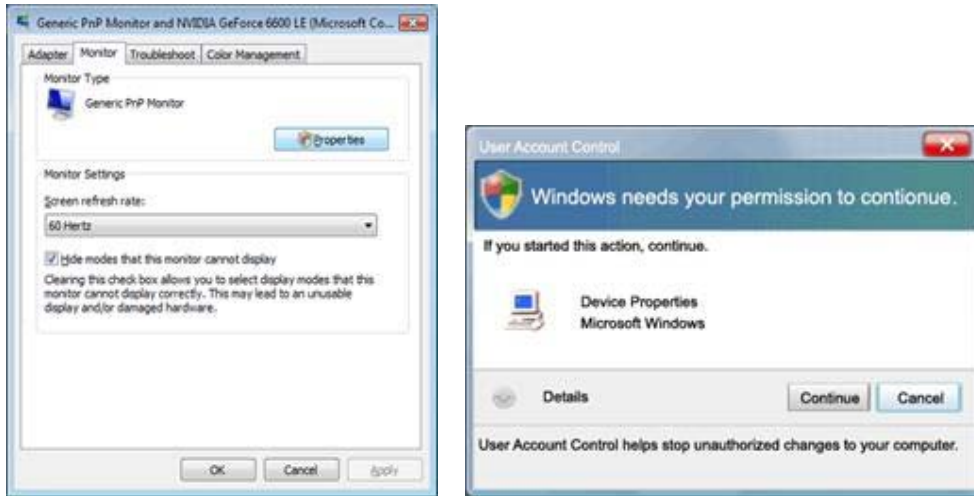 Generic PnP Monitor and NVIDIA GeForce 6600 LE (Microsoft Co...
Adapter Monitor Troubleshoot Color Management
Monitor Type
Generic PnP Monitor
Properties
Monitor Settings
Screen refresh rate:
60 Hertz
Hide modes that this monitor cannot display
Clearing this check box allows you to select display modes that this
monitor cannot display correctly. This may lead to an unusable
display and/or damaged hardware.
OK Cancel Apply
User Account Control
Windows needs your permission to contionue.
If you started this action, continue.
Device Properties
Microsoft Windows
Details Continue Cancel
User Account Control helps stop unauthorized changes to your computer.